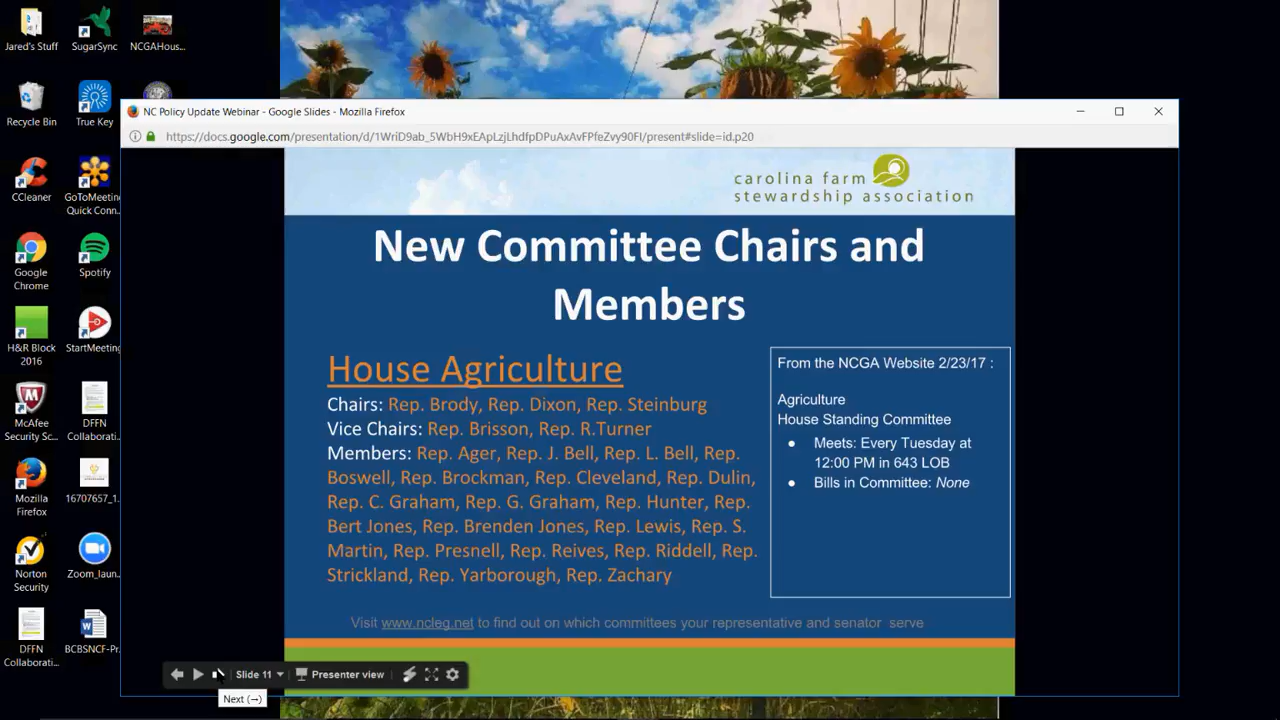 Jared's Stuff
SugarSync
NCGAHous...
Recycle Bin
True Key
CCleaner
GoToMeeting
Quick Conn...
Google
Chrome
Spotify
H&R Block
2016
StartMeeting
McAfee
Security Sc...
DFFN
Collaborati...
Mozilla
Firefox
16707657_1...
Norton
Security
Zoom_laun...
DFFN
Collaborati...
BCBSNCF-Pr...
NC Policy Update Webinar - Google Slides - Mozilla Firefox
https://docs.google.com/presentation/d/1WriD9ab_5WbH9xEApLzjLhdfpDPuAxAvFPfeZvy90FI/present#slide=id.p20
carolina farm
stewardship association
New Committee Chairs and
Members
House Agriculture
Chairs: Rep. Brody, Rep. Dixon, Rep. Steinburg
Vice Chairs: Rep. Brisson, Rep. R.Turner
Members: Rep. Ager, Rep. J. Bell, Rep. L. Bell, Rep.
Boswell, Rep. Brockman, Rep. Cleveland, Rep. Dulin,
Rep. C. Graham, Rep. G. Graham, Rep. Hunter, Rep.
Bert Jones, Rep. Brenden Jones, Rep. Lewis, Rep. S.
Martin, Rep. Presnell, Rep. Reives, Rep. Riddell, Rep.
Strickland, Rep. Yarborough, Rep. Zachary
From the NCGA Website 2/23/17 :
Agriculture
House Standing Committee
● Meets: Every Tuesday at
12:00 PM in 643 LOB
● Bills in Committee: None
Visit www.ncleg.net to find out on which committees your representative and senator serve
Slide 11
Presenter view
Next (→)